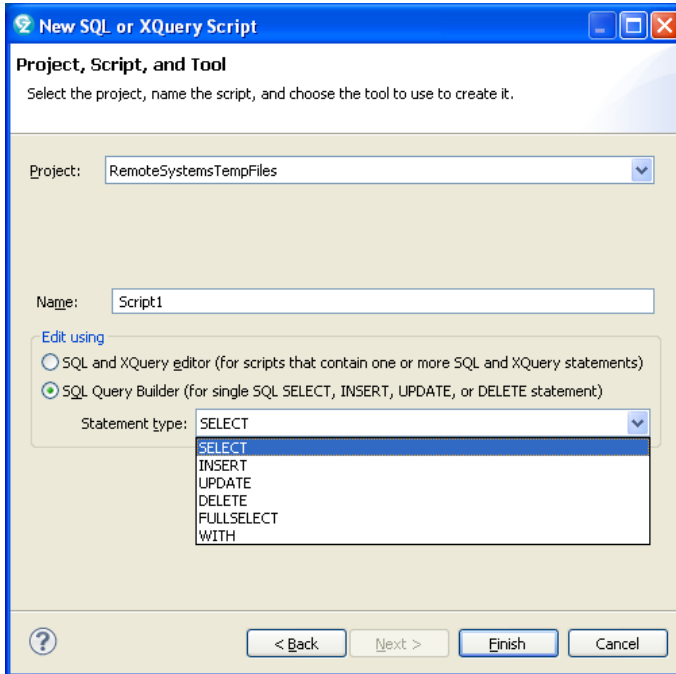 New SQL or XQuery Script
Project, Script, and Tool
Select the project, name the script, and choose the tool to use to create it.
Project: RemoteSystemsTempFiles
Name: Script1
Edit using
SQL and XQuery editor (for scripts that contain one or more SQL and XQuery statements)
SQL Query Builder (for single SQL SELECT, INSERT, UPDATE, or DELETE statement)
Statement type: SELECT
SELECT
INSERT
UPDATE
DELETE
FULLSELECT
WITH
? < Back Next > Finish Cancel